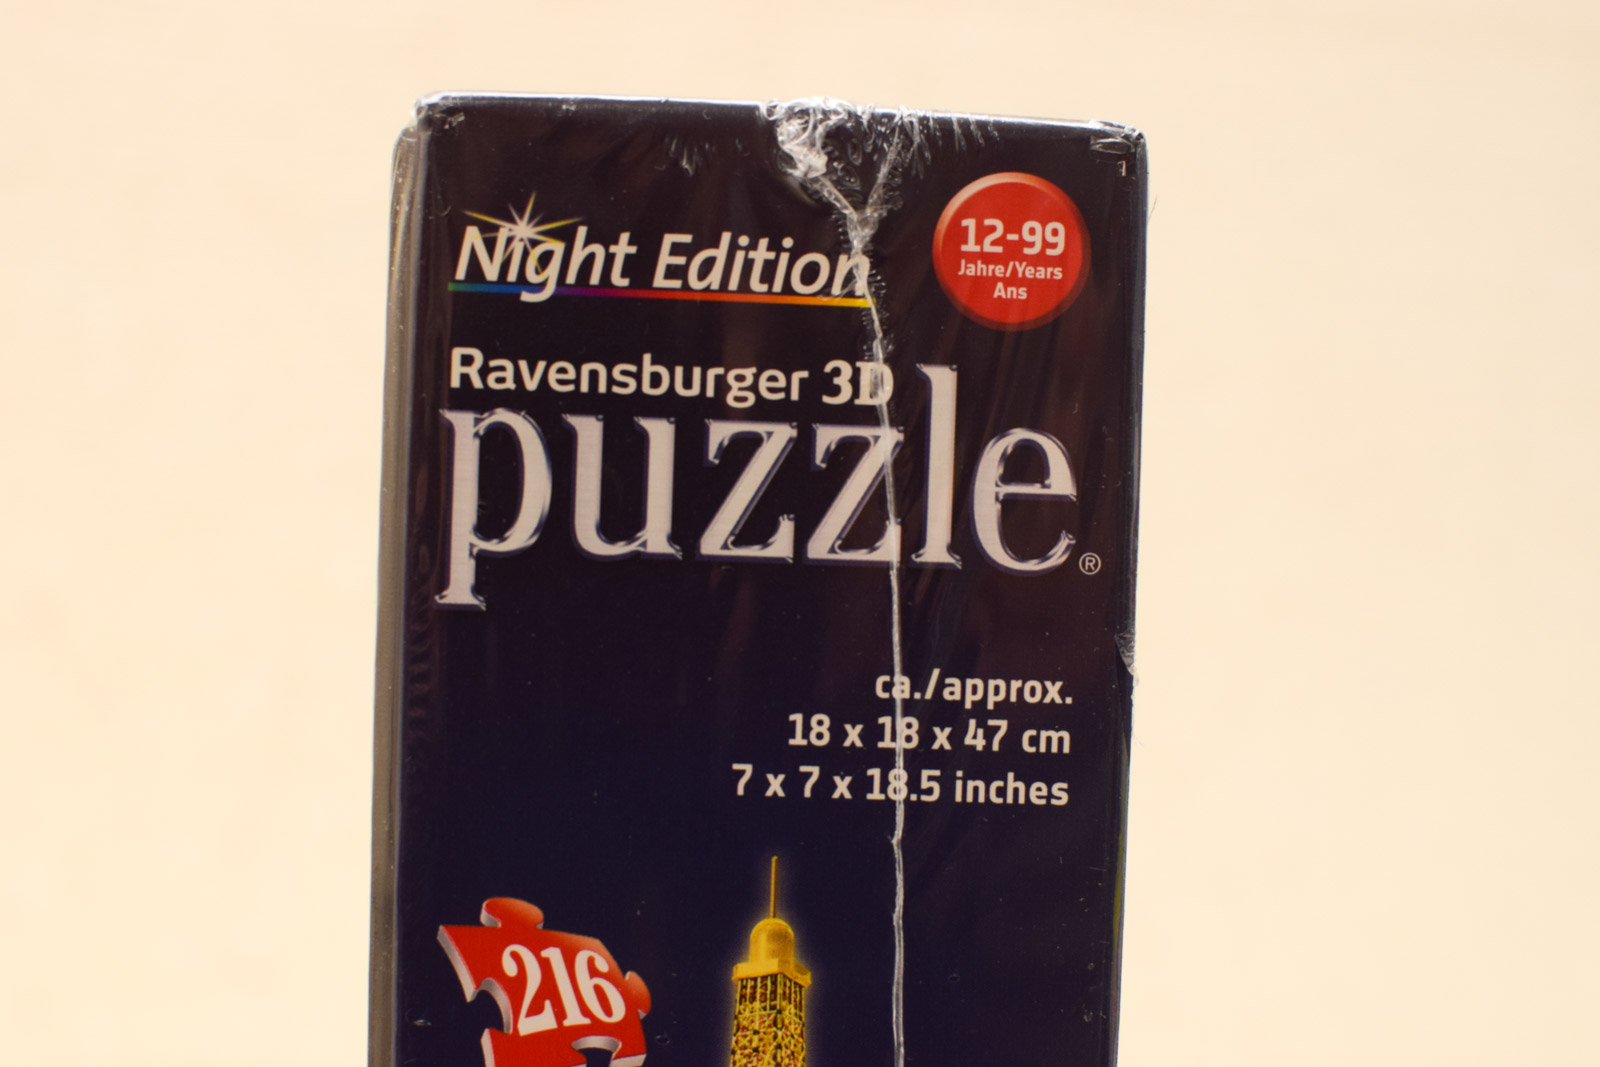 Night Edition
12-99
Jahre/Years
Ans
Ravensburger 3D
puzzle®
ca./approx.
18 x 18 x 47 cm
7 x 7 x 18.5 inches
216